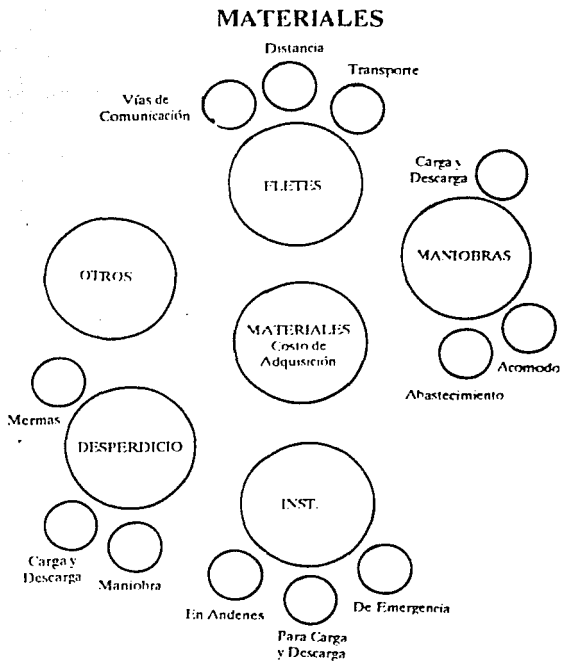 MATERIALES
Distancia
Transporte
Vías de
Comunicación
FLETES
Carga y
Descarga
MANIOBRAS
OTROS
MATERIALES
Costo de
Adquisición
Acomodo
Abastecimiento
Mermas
DESPERDICIO
INST.
Carga y
Descarga
Maniobra
En Andenes
De Emergencia
Para Carga
y Descarga